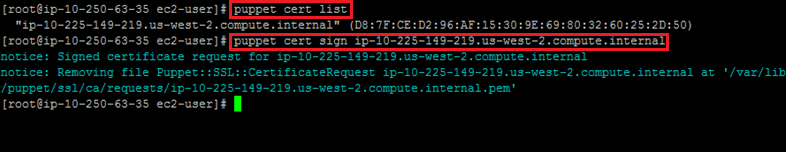 [root@ip-10-250-63-35 ec2-user]# puppet cert list
"ip-10-225-149-219.us-west-2.compute.internal" (D8:7F:CE:D2:96:AF:15:30:9E:69:80:32:60:25:2D:50)
[root@ip-10-250-63-35 ec2-user]# puppet cert sign ip-10-225-149-219.us-west-2.compute.internal
notice: Signed certificate request for ip-10-225-149-219.us-west-2.compute.internal
notice: Removing file Puppet::SSL::CertificateRequest ip-10-225-149-219.us-west-2.compute.internal at '/var/lib
/puppet/ssl/ca/requests/ip-10-225-149-219.us-west-2.compute.internal.pem'
[root@ip-10-250-63-35 ec2-user]#